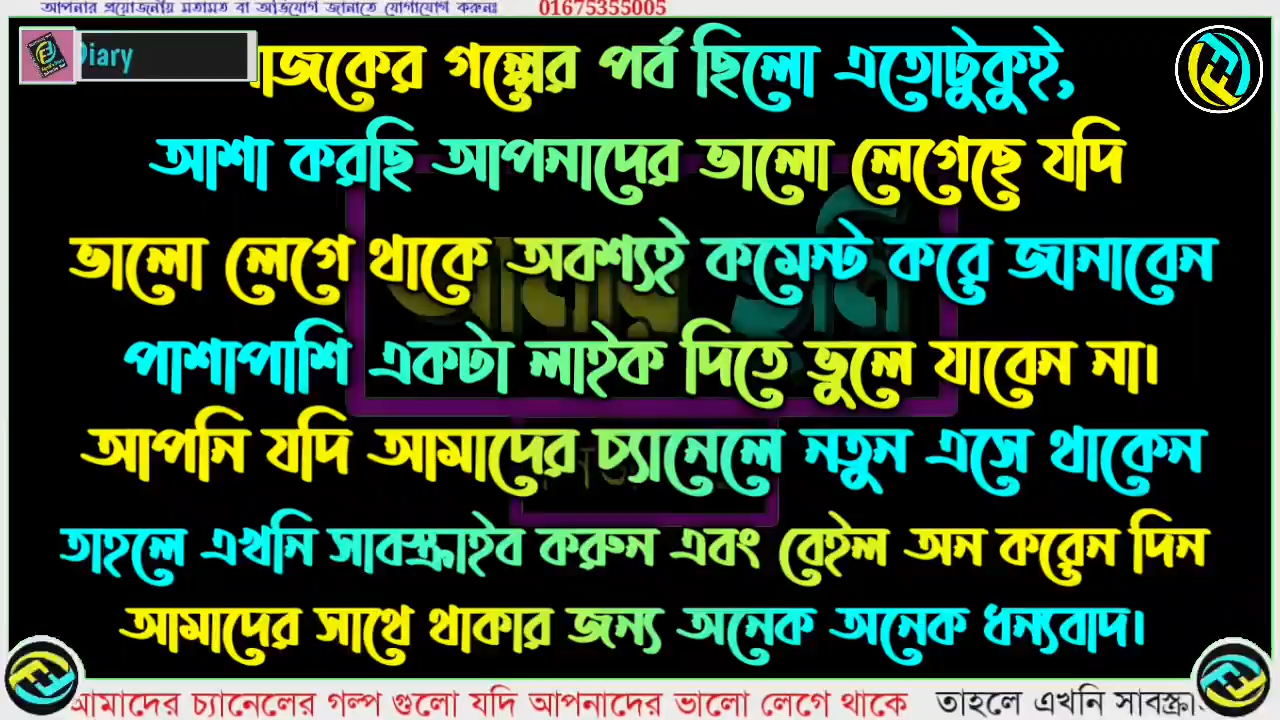 আপনার প্রয়োজনীয় মতামত বা অভিযোগ জানাতে যোগাযোগ করুনঃ 01675355005
Diary
আজকের গল্পের পর্ব ছিলো এতোটুকুই,
আশা করছি আপনাদের ভালো লেগেছে যদি
ভালো লেগে থাকে অবশ্যই কমেন্ট করে জানাবেন
পাশাপাশি একটা লাইক দিতে ভুলে যাবেন না।
আপনি যদি আমাদের চ্যানেলে নতুন এসে থাকেন
তাহলে এখনি সাবস্ক্রাইব করুন এবং বেইল অন করেন দিন
আমাদের সাথে থাকার জন্য অনেক অনেক ধন্যবাদ।
আমাদের চ্যানেলের গল্প গুলো যদি আপনাদের ভালো লেগে থাকে তাহলে এখনি